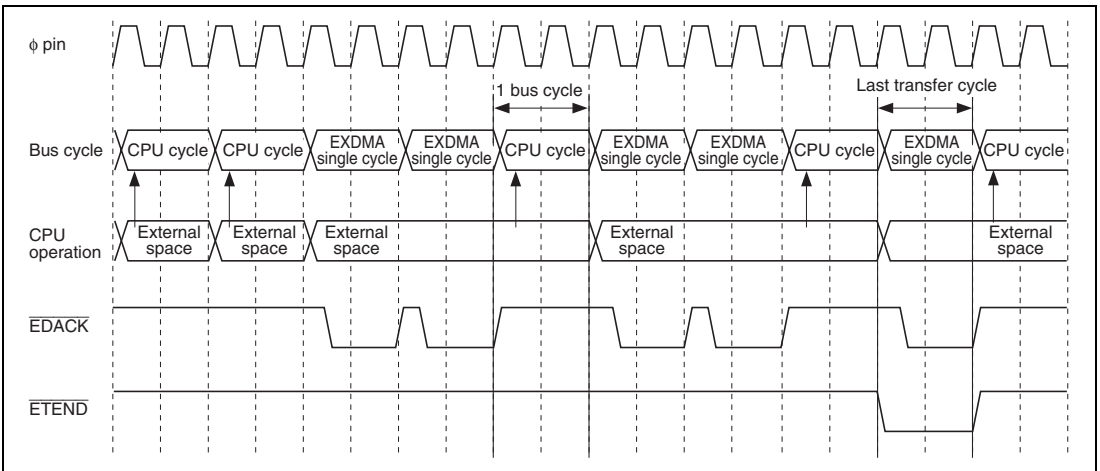 ϕ pin
1 bus cycle
Last transfer cycle
Bus cycle
CPU cycle
CPU cycle
EXDMA
single cycle
EXDMA
single cycle
CPU cycle
EXDMA
single cycle
EXDMA
single cycle
CPU cycle
EXDMA
single cycle
CPU cycle
CPU
operation
External
space
External
space
External
space
External
space
External
space
EDACK
ETEND